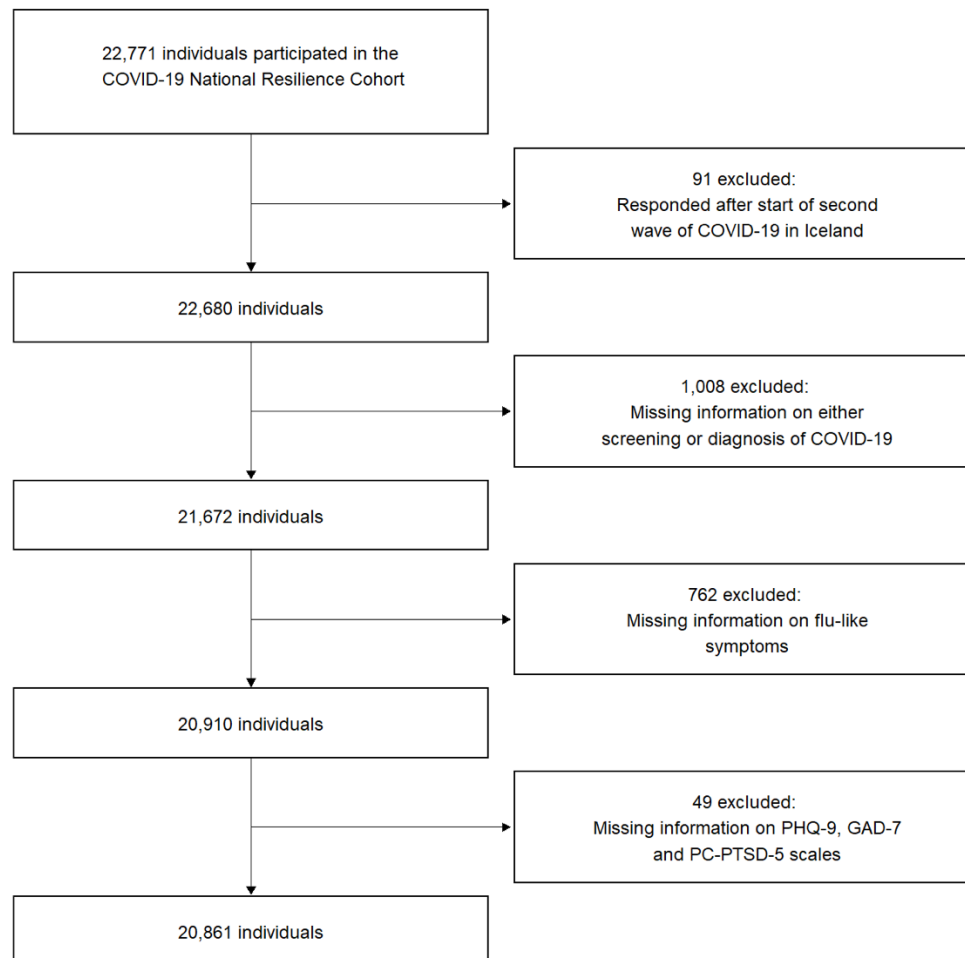 22,771 individuals participated in the
COVID-19 National Resilience Cohort
91 excluded:
Responded after start of second
wave of COVID-19 in Iceland
22,680 individuals
1,008 excluded:
Missing information on either
screening or diagnosis of COVID-19
21,672 individuals
762 excluded:
Missing information on flu-like
symptoms
20,910 individuals
49 excluded:
Missing information on PHQ-9, GAD-7
and PC-PTSD-5 scales
20,861 individuals